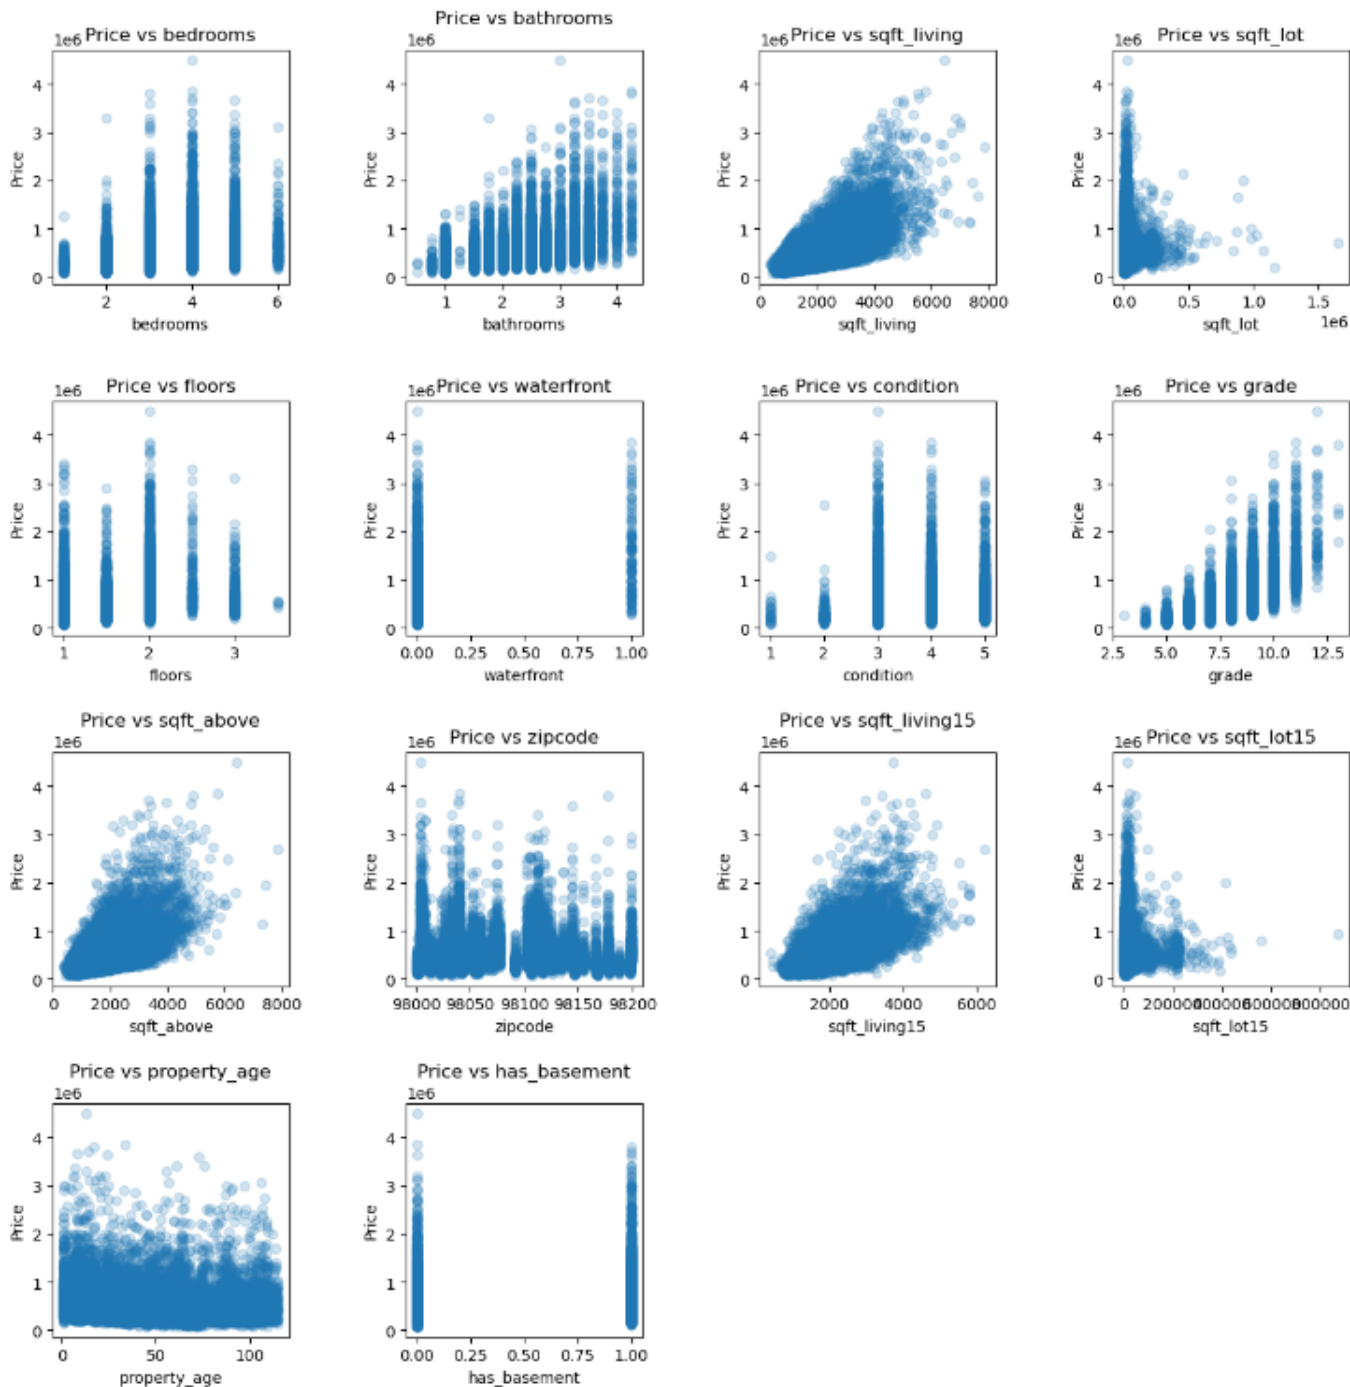 Price vs bedrooms
1e6
4
3
2
1
0
Price
2 4 6
bedrooms
Price vs bathrooms
1e6
4
3
2
1
0
Price
1 2 3 4
bathrooms
Price vs sqft_living
1e6
4
3
2
1
0
Price
0 2000 4000 6000 8000
sqft_living
Price vs sqft_lot
1e6
4
3
2
1
0
Price
0.0 0.5 1.0 1.5
sqft_lot 1e6
Price vs floors
1e6
4
3
2
1
0
Price
1 2 3
floors
Price vs waterfront
1e6
4
3
2
1
0
Price
0.00 0.25 0.50 0.75 1.00
waterfront
Price vs condition
1e6
4
3
2
1
0
Price
1 2 3 4 5
condition
Price vs grade
1e6
4
3
2
1
0
Price
2.5 5.0 7.5 10.0 12.5
grade
Price vs sqft_above
1e6
4
3
2
1
0
Price
0 2000 4000 6000 8000
sqft_above
Price vs zipcode
1e6
4
3
2
1
0
Price
98000 98050 98100 98150 98200
zipcode
Price vs sqft_living15
1e6
4
3
2
1
0
Price
2000 4000 6000
sqft_living15
Price vs sqft_lot15
1e6
4
3
2
1
0
Price
0 200000 400000 600000 800000
sqft_lot15
Price vs property_age
1e6
4
3
2
1
0
Price
0 50 100
property_age
Price vs has_basement
1e6
4
3
2
1
0
Price
0.00 0.25 0.50 0.75 1.00
has_basement